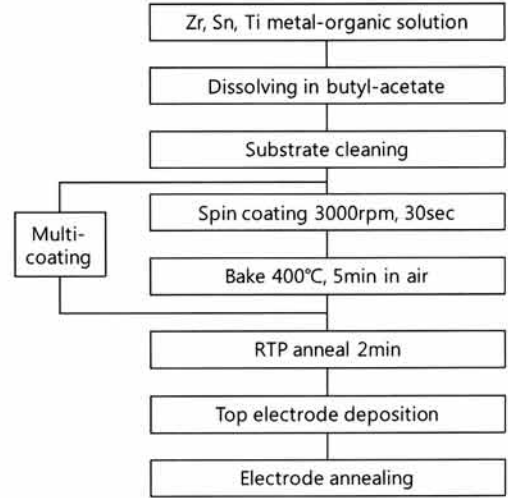 Zr, Sn, Ti metal-organic solution
Dissolving in butyl-acetate
Substrate cleaning
Spin coating 3000rpm, 30sec
Multi-
coating
Bake 400℃, 5min in air
RTP anneal 2min
Top electrode deposition
Electrode annealing